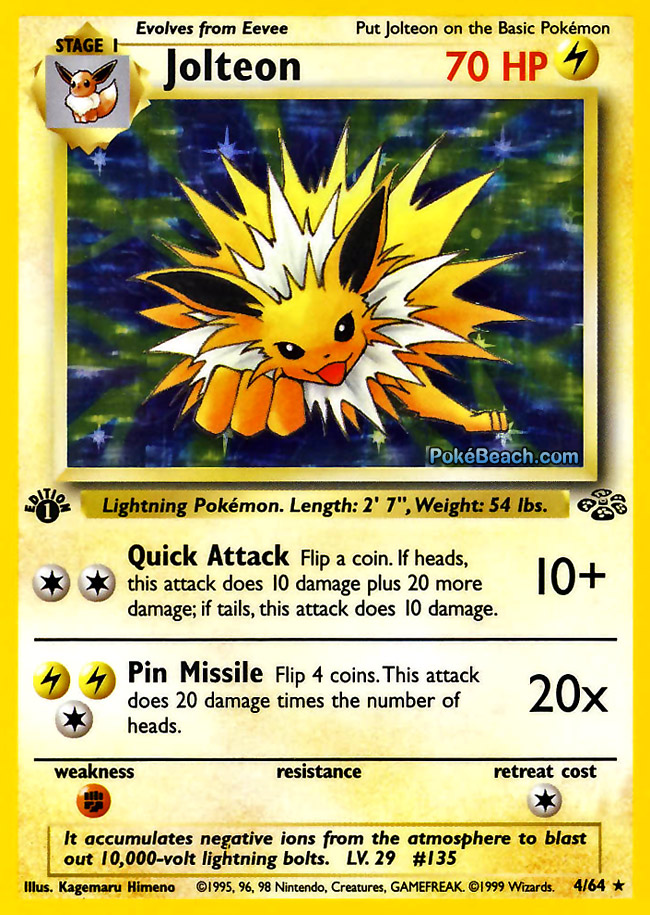 Evolves from Eevee Put Jolteon on the Basic Pokémon
STAGE 1
Jolteon 70 HP
PokéBeach.com
EDITION 1
Lightning Pokémon. Length: 2' 7", Weight: 54 lbs.
Quick Attack Flip a coin. If heads,
this attack does 10 damage plus 20 more
damage; if tails, this attack does 10 damage.
10+
Pin Missile Flip 4 coins. This attack
does 20 damage times the number of
heads.
20x
weakness resistance retreat cost
It accumulates negative ions from the atmosphere to blast
out 10,000-volt lightning bolts. LV. 29 #135
Illus. Kagemaru Himeno ©1995, 96, 98 Nintendo, Creatures, GAMEFREAK. ©1999 Wizards. 4/64 ★